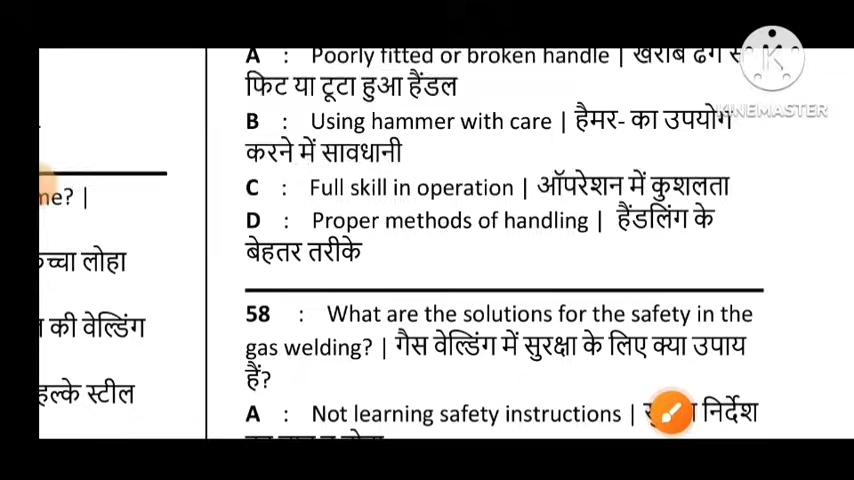 A : Poorly fitted or broken handle | खराब ढंग
फिट या टूटा हुआ हैंडल
B : Using hammer with care | हैमर- का उपयोग
करने में सावधानी
C : Full skill in operation | ऑपरेशन में कुशलता
D : Proper methods of handling | हैंडलिंग के
बेहतर तरीके
58 : What are the solutions for the safety in the
gas welding? | गैस वेल्डिंग में सुरक्षा के लिए क्या उपाय
हैं?
A : Not learning safety instructions | निर्देश
me? |
लोहा
की वेल्डिंग
हल्के स्टील
KINEMASTER